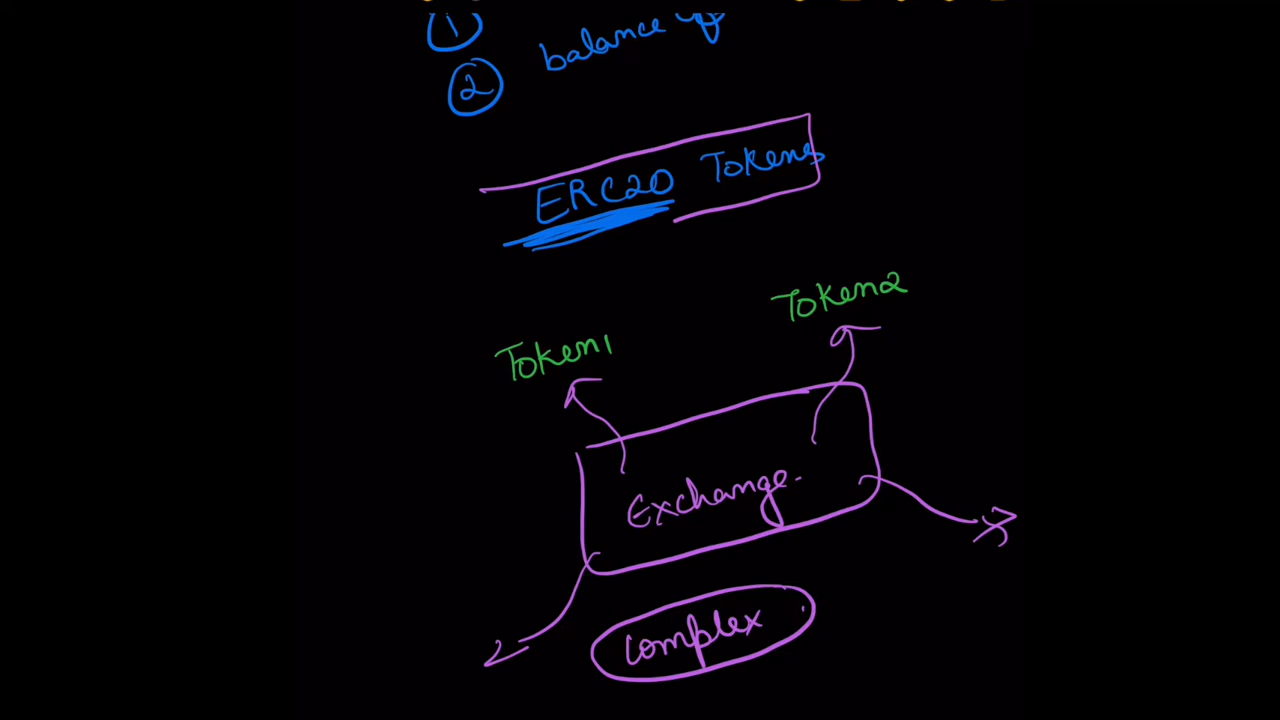 1
2 balance of
ERC20 Tokens
Token2
Token1
Exchange.
complex